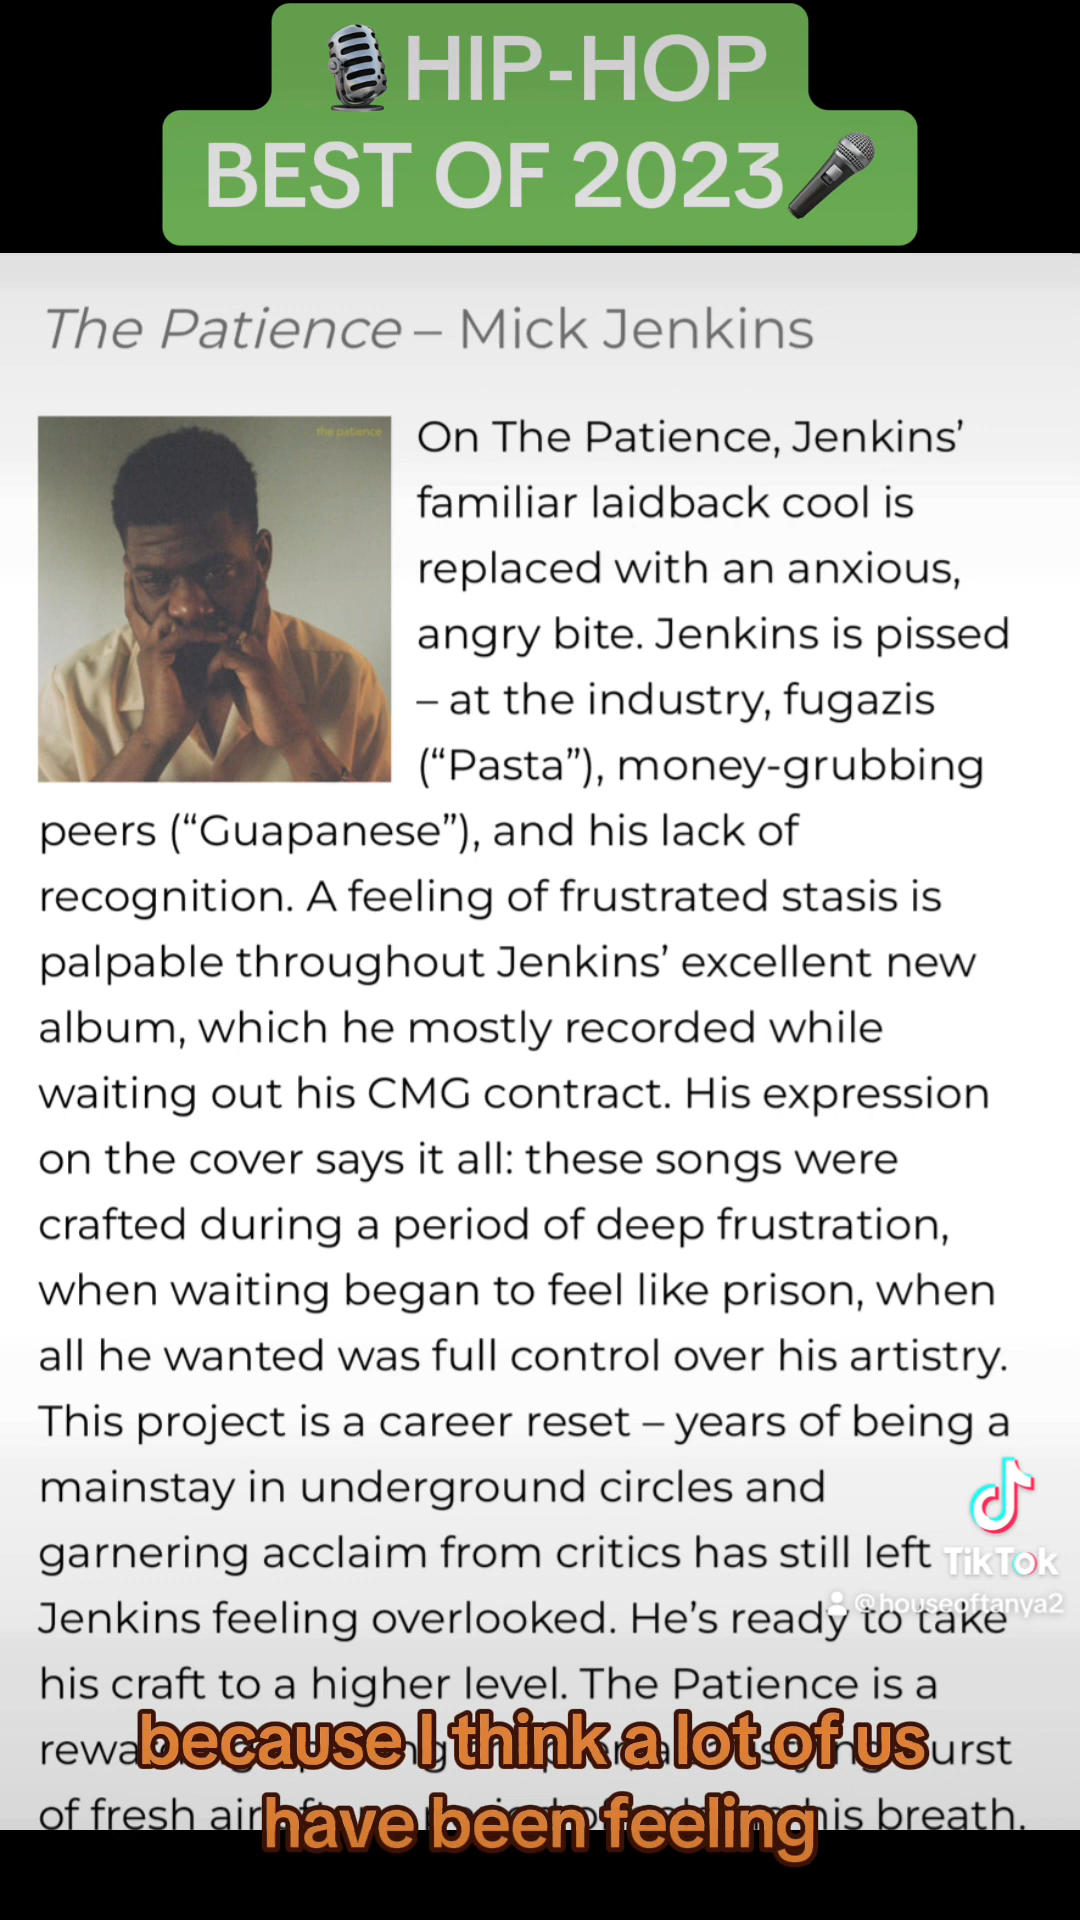 HIP-HOP
BEST OF 2023
The Patience – Mick Jenkins
the patience
On The Patience, Jenkins’
familiar laidback cool is
replaced with an anxious,
angry bite. Jenkins is pissed
– at the industry, fugazis
(“Pasta”), money-grubbing
peers (“Guapanese”), and his lack of
recognition. A feeling of frustrated stasis is
palpable throughout Jenkins’ excellent new
album, which he mostly recorded while
waiting out his CMG contract. His expression
on the cover says it all: these songs were
crafted during a period of deep frustration,
when waiting began to feel like prison, when
all he wanted was full control over his artistry.
This project is a career reset – years of being a
mainstay in underground circles and
garnering acclaim from critics has still left
TikTok
@houseoftanya2
Jenkins feeling overlooked. He’s ready to take
his craft to a higher level. The Patience is a
because I think a lot of us
of fresh air his breath.
have been feeling